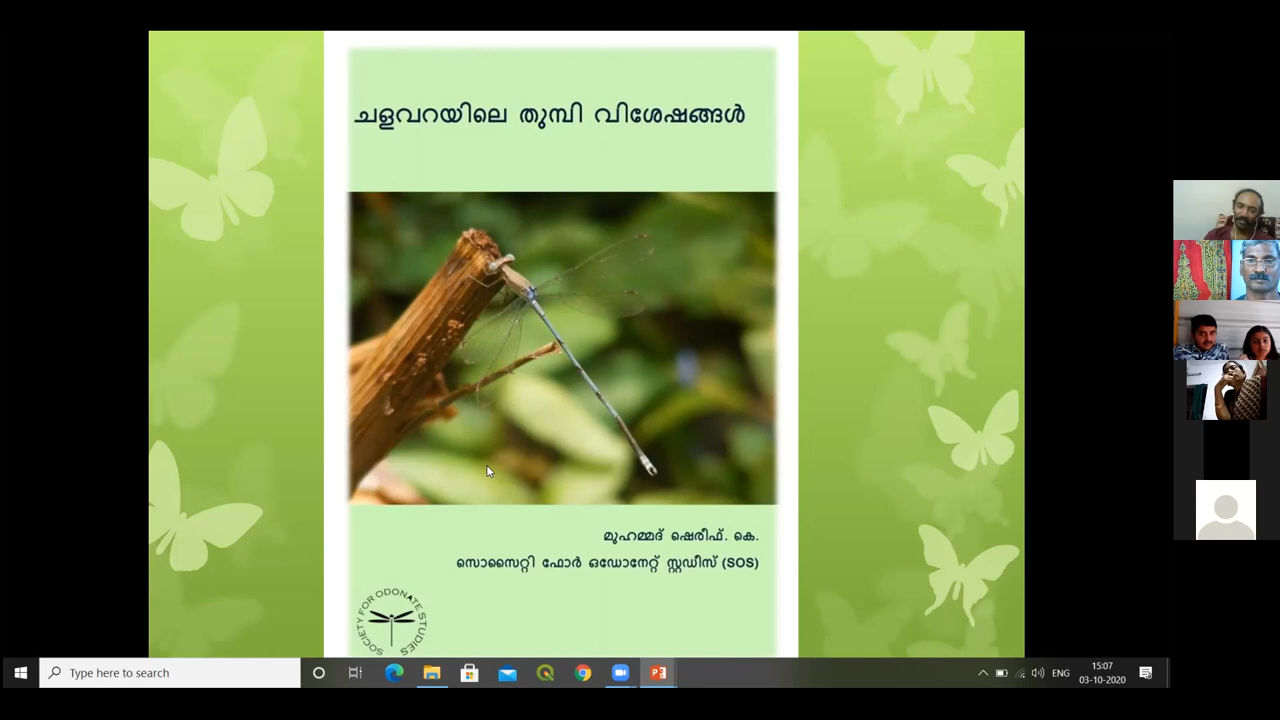 ചളവറയിലെ തുമ്പി വിശേഷങ്ങൾ
മുഹമ്മദ് ഷെരീഫ്. കെ.
സൊസൈറ്റി ഫോർ ഒഡോനേറ്റ് സ്റ്റഡീസ് (SOS)
SOCIETY FOR ODONATE STUDIES
Type here to search
ENG
15:07
03-10-2020